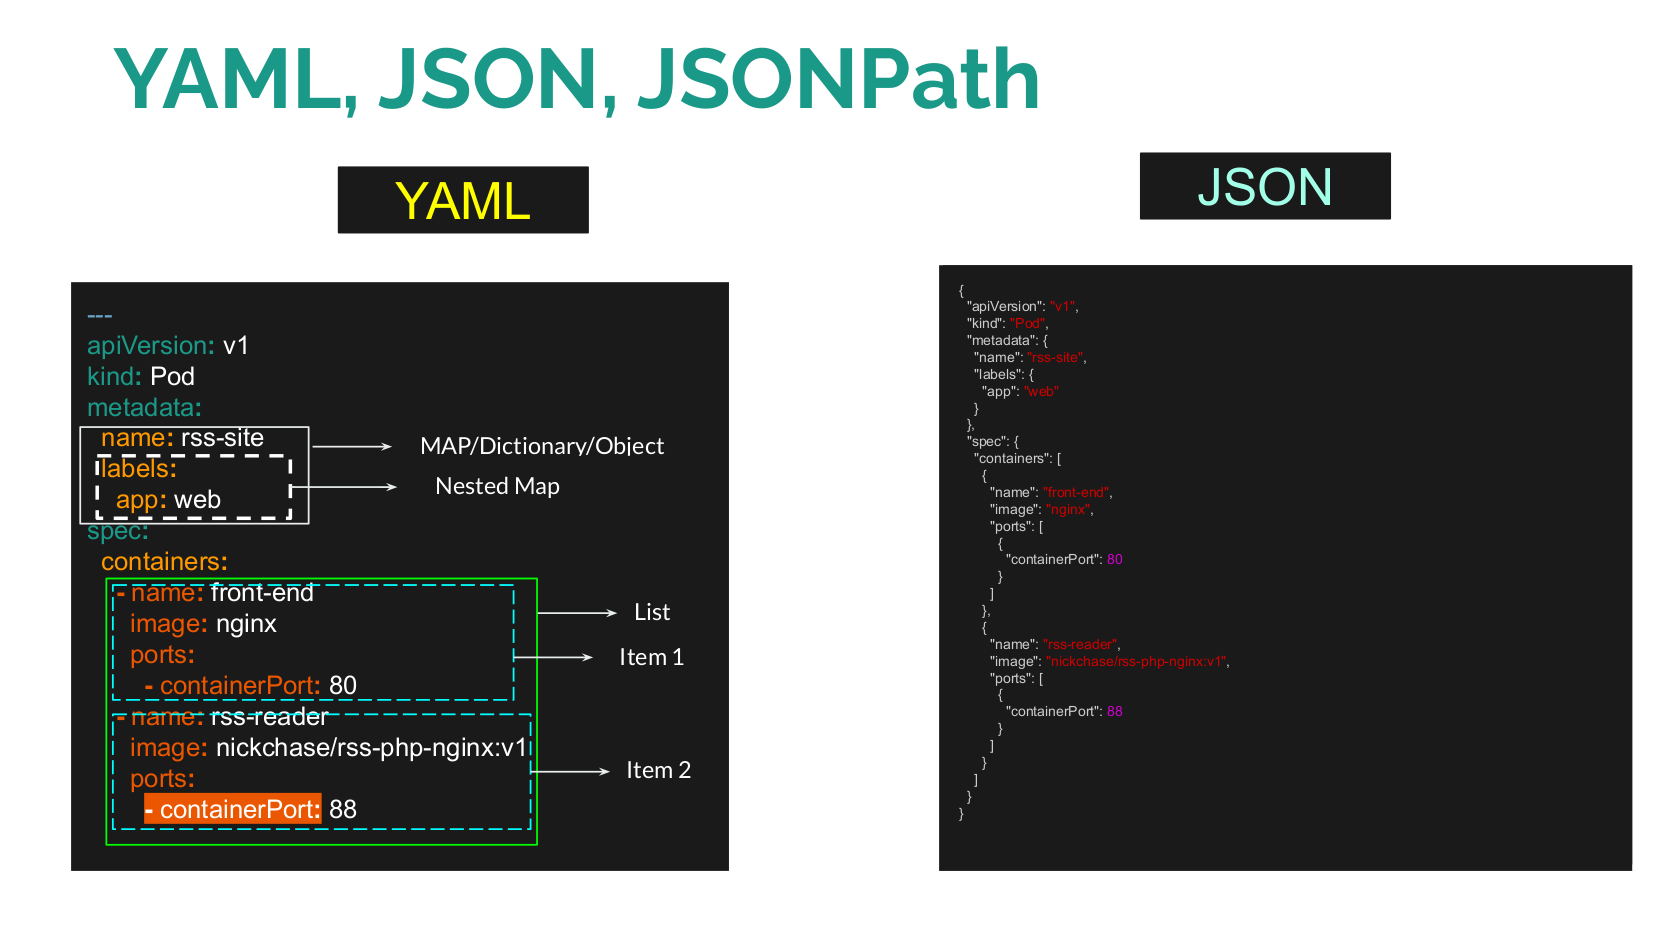 YAML, JSON, JSONPath
YAML
---
apiVersion: v1
kind: Pod
metadata:
  name: rss-site
  labels:
    app: web
spec:
  containers:
    - name: front-end
      image: nginx
      ports:
        - containerPort: 80
    - name: rss-reader
      image: nickchase/rss-php-nginx:v1
      ports:
        - containerPort: 88
MAP/Dictionary/Object
Nested Map
List
Item 1
Item 2
JSON
{
  "apiVersion": "v1",
  "kind": "Pod",
  "metadata": {
    "name": "rss-site",
    "labels": {
      "app": "web"
    }
  },
  "spec": {
    "containers": [
      {
        "name": "front-end",
        "image": "nginx",
        "ports": [
          {
            "containerPort": 80
          }
        ]
      },
      {
        "name": "rss-reader",
        "image": "nickchase/rss-php-nginx:v1",
        "ports": [
          {
            "containerPort": 88
          }
        ]
      }
    ]
  }
}